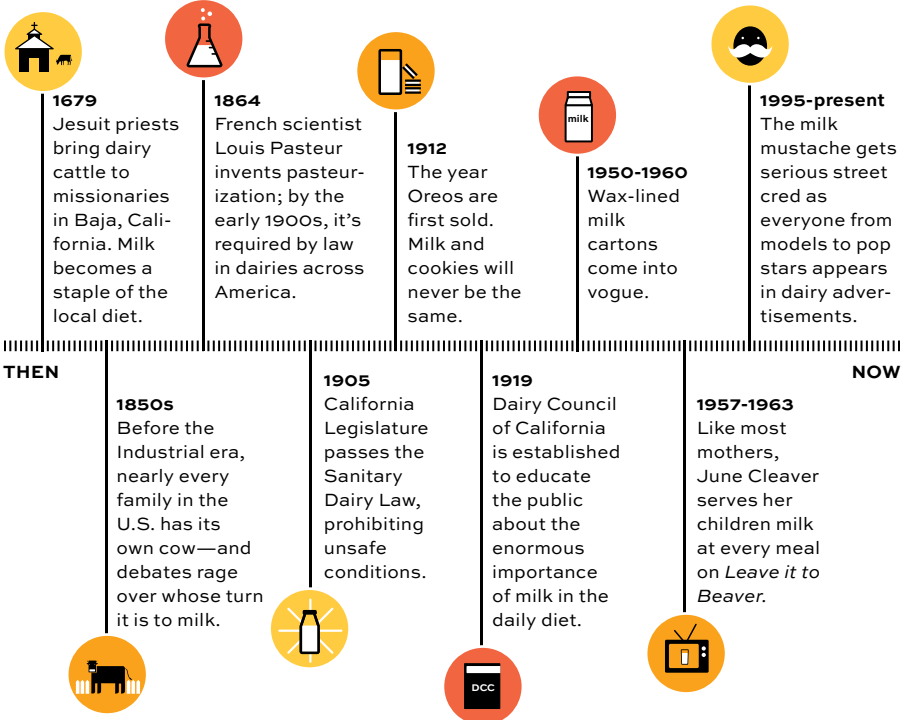 1679
Jesuit priests
bring dairy
cattle to
missionaries
in Baja, Cali-
fornia. Milk
becomes a
staple of the
local diet.
1864
French scientist
Louis Pasteur
invents pasteur-
ization; by the
early 1900s, it’s
required by law
in dairies across
America.
1912
The year
Oreos are
first sold.
Milk and
cookies will
never be the
same.
milk
1950-1960
Wax-lined
milk
cartons
come into
vogue.
1995-present
The milk
mustache gets
serious street
cred as
everyone from
models to pop
stars appears
in dairy adver-
tisements.
THEN
NOW
1850s
Before the
Industrial era,
nearly every
family in the
U.S. has its
own cow—and
debates rage
over whose turn
it is to milk.
1905
California
Legislature
passes the
Sanitary
Dairy Law,
prohibiting
unsafe
conditions.
1919
Dairy Council
of California
is established
to educate
the public
about the
enormous
importance
of milk in the
daily diet.
DCC
1957-1963
Like most
mothers,
June Cleaver
serves her
children milk
at every meal
on Leave it to
Beaver.